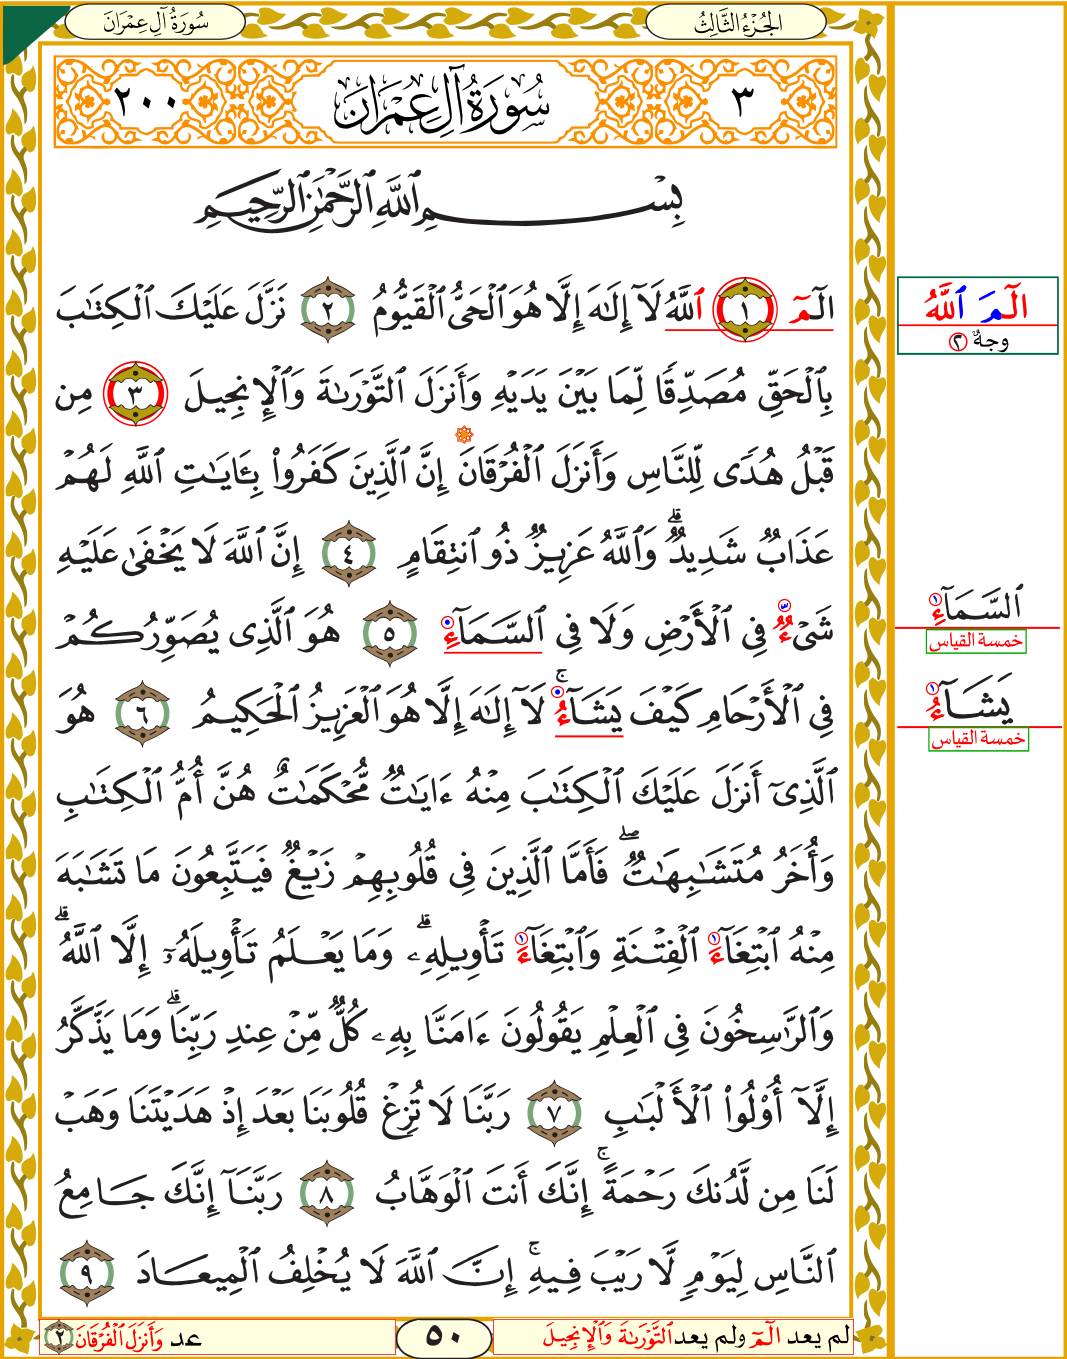 سُورَةُ آلِ عِمْرَانَ
الجُزْءُ الثَّالِثُ
٣
سُورَةُ آلِ عِمْرَانَ
٢٠٠
بِسْمِ ٱللَّهِ ٱلرَّحْمَٰنِ ٱلرَّحِيمِ
الٓمٓ ١ ٱللَّهُ لَآ إِلَٰهَ إِلَّا هُوَ ٱلْحَىُّ ٱلْقَيُّومُ ٢ نَزَّلَ عَلَيْكَ ٱلْكِتَٰبَ
بِٱلْحَقِّ مُصَدِّقًا لِّمَا بَيْنَ يَدَيْهِ وَأَنزَلَ ٱلتَّوْرَىٰةَ وَٱلْإِنجِيلَ ٣ مِن
قَبْلُ هُدًى لِّلنَّاسِ وَأَنزَلَ ٱلْفُرْقَانَ إِنَّ ٱلَّذِينَ كَفَرُوا۟ بِـَٔايَٰتِ ٱللَّهِ لَهُمْ
عَذَابٌ شَدِيدٌ ۗ وَٱللَّهُ عَزِيزٌ ذُو ٱنتِقَامٍ ٤ إِنَّ ٱللَّهَ لَا يَخْفَىٰ عَلَيْهِ
شَىْءٌ فِى ٱلْأَرْضِ وَلَا فِى ٱلسَّمَآءِ ٥ هُوَ ٱلَّذِى يُصَوِّرُكُمْ
فِى ٱلْأَرْحَامِ كَيْفَ يَشَآءُ ۚ لَآ إِلَٰهَ إِلَّا هُوَ ٱلْعَزِيزُ ٱلْحَكِيمُ ٦ هُوَ
ٱلَّذِىٓ أَنزَلَ عَلَيْكَ ٱلْكِتَٰبَ مِنْهُ ءَايَٰتٌ مُّحْكَمَٰتٌ هُنَّ أُمُّ ٱلْكِتَٰبِ
وَأُخَرُ مُتَشَٰبِهَٰتٌ ۖ فَأَمَّا ٱلَّذِينَ فِى قُلُوبِهِمْ زَيْغٌ فَيَتَّبِعُونَ مَا تَشَٰبَهَ
مِنْهُ ٱبْتِغَآءَ ٱلْفِتْنَةِ وَٱبْتِغَآءَ تَأْوِيلِهِۦ ۗ وَمَا يَعْلَمُ تَأْوِيلَهُۥٓ إِلَّا ٱللَّهُ ۗ
وَٱلرَّٰسِخُونَ فِى ٱلْعِلْمِ يَقُولُونَ ءَامَنَّا بِهِۦ كُلٌّ مِّنْ عِندِ رَبِّنَا ۗ وَمَا يَذَّكَّرُ
إِلَّآ أُو۟لُوا۟ ٱلْأَلْبَٰبِ ٧ رَبَّنَا لَا تُزِغْ قُلُوبَنَا بَعْدَ إِذْ هَدَيْتَنَا وَهَبْ
لَنَا مِن لَّدُنكَ رَحْمَةً ۚ إِنَّكَ أَنتَ ٱلْوَهَّابُ ٨ رَبَّنَآ إِنَّكَ جَامِعُ
ٱلنَّاسِ لِيَوْمٍ لَّا رَيْبَ فِيهِ ۚ إِنَّ ٱللَّهَ لَا يُخْلِفُ ٱلْمِيعَادَ ٩
الٓمَ ٱللَّهُ
وجهٌ ٢
ٱلسَّمَآءِ ١
خمسة القياس
يَشَآءُ ١
خمسة القياس
لم يعد الٓمٓ ولم يعد ٱلتَّوْرَىٰةَ وَٱلْإِنجِيلَ
٥٠
عد وَأَنزَلَ ٱلْفُرْقَانَ ٢